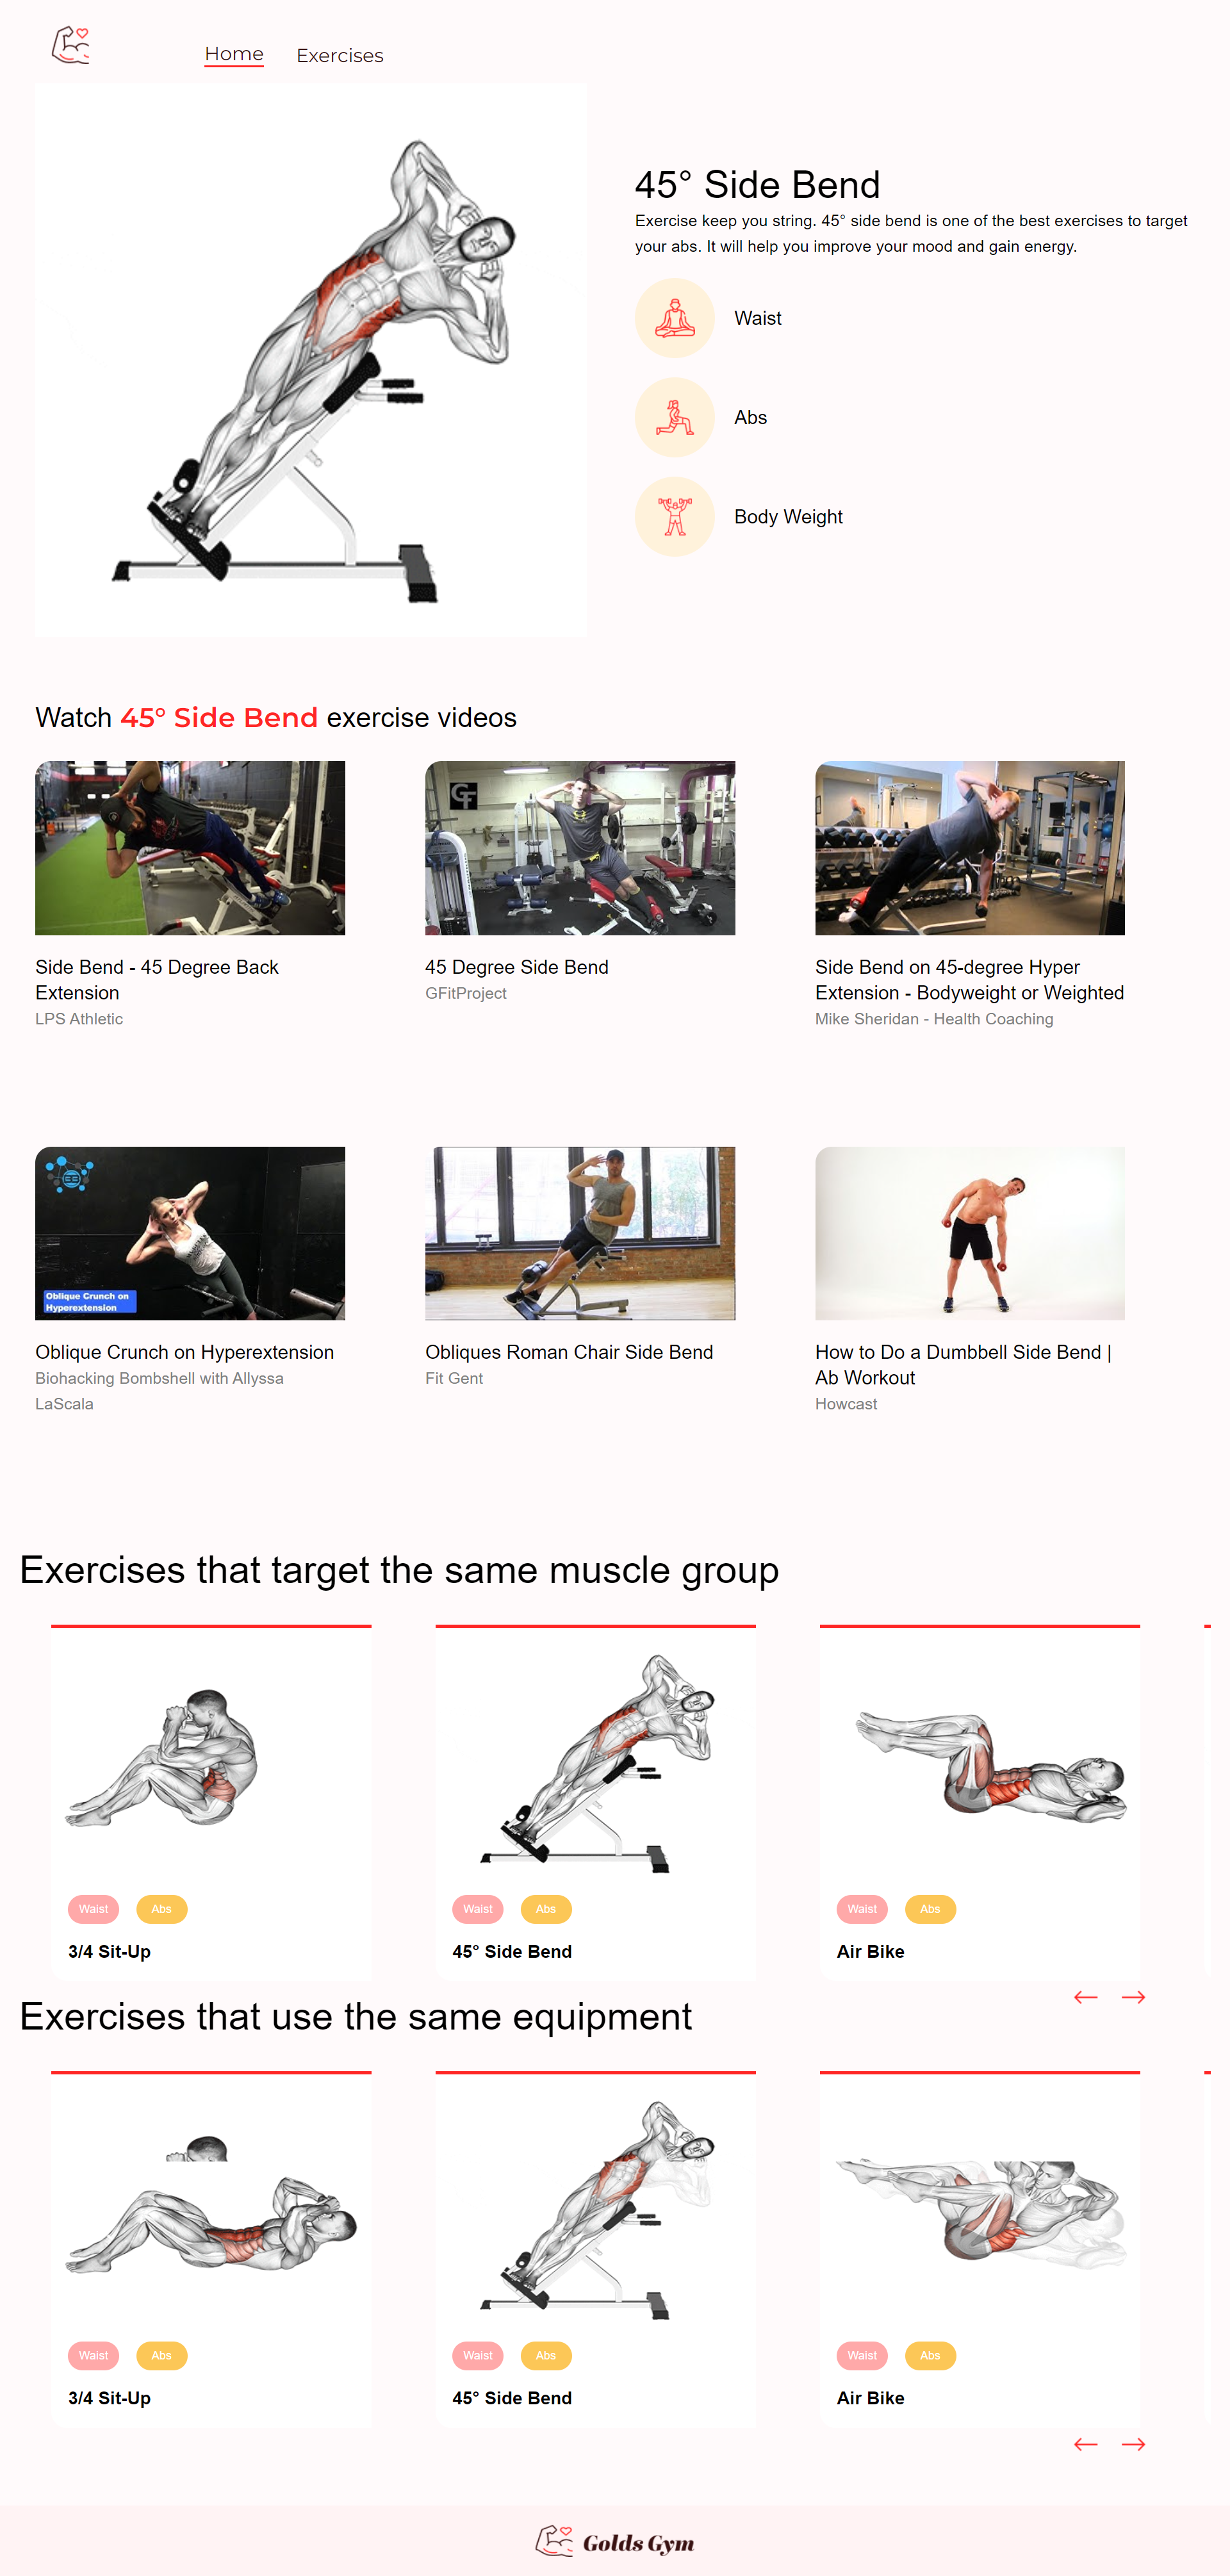 Home Exercises
45° Side Bend
Exercise keep you string. 45° side bend is one of the best exercises to target
your abs. It will help you improve your mood and gain energy.
Waist
Abs
Body Weight
Watch 45° Side Bend exercise videos
GF
Side Bend - 45 Degree Back
Extension
LPS Athletic
45 Degree Side Bend
GFitProject
Side Bend on 45-degree Hyper
Extension - Bodyweight or Weighted
Mike Sheridan - Health Coaching
Oblique Crunch on
Hyperextension
Oblique Crunch on Hyperextension
Biohacking Bombshell with Allyssa
LaScala
Obliques Roman Chair Side Bend
Fit Gent
How to Do a Dumbbell Side Bend |
Ab Workout
Howcast
Exercises that target the same muscle group
Waist Abs
3/4 Sit-Up
Waist Abs
45° Side Bend
Waist Abs
Air Bike
Exercises that use the same equipment
Waist Abs
3/4 Sit-Up
Waist Abs
45° Side Bend
Waist Abs
Air Bike
Golds Gym